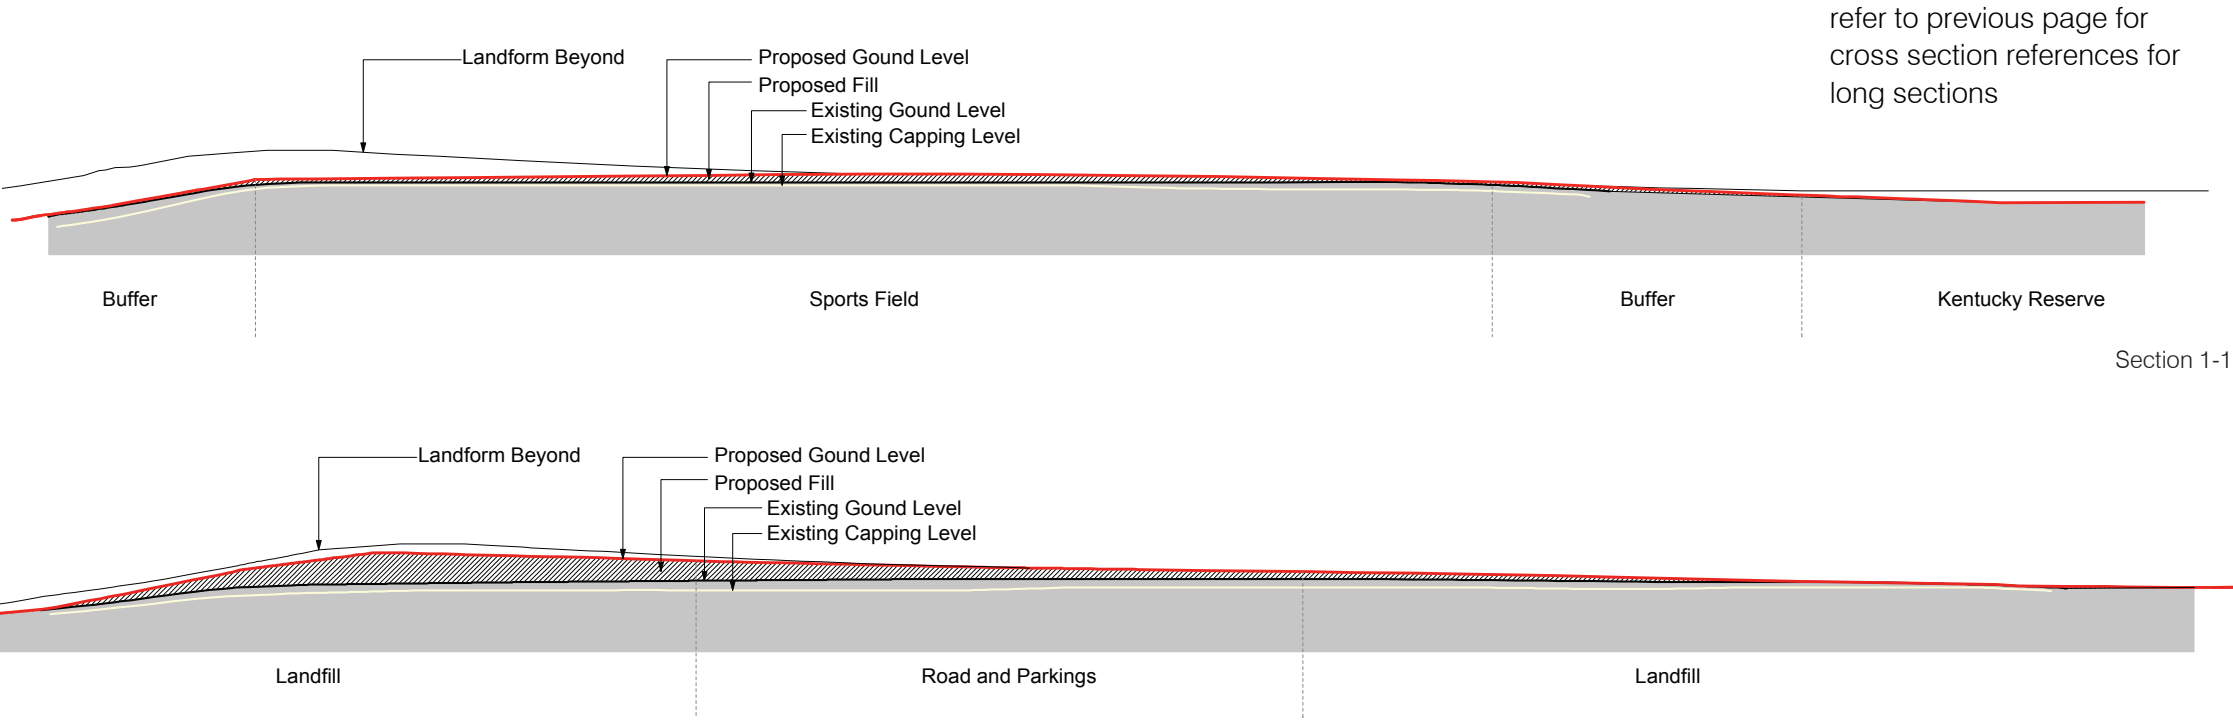 refer to previous page for
cross section references for
long sections
Landform Beyond
Proposed Gound Level
Proposed Fill
Existing Gound Level
Existing Capping Level
Buffer
Sports Field
Buffer
Kentucky Reserve
Section 1-1
Landform Beyond
Proposed Gound Level
Proposed Fill
Existing Gound Level
Existing Capping Level
Landfill
Road and Parkings
Landfill